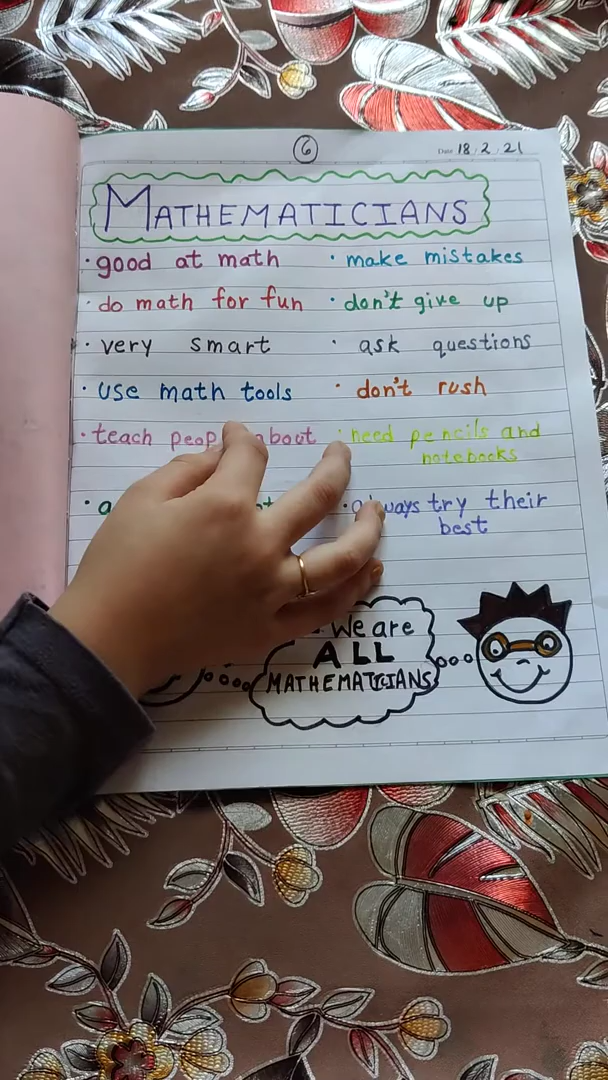 6
Date 18.2.21
MATHEMATICIANS
· good at math
· do math for fun
· very smart
· use math tools
· teach about
· make mistakes
· don't give up
· ask questions
· don't rush
· need pencils and
notebooks
· always try their
best
We are
ALL
MATHEMATICIANS